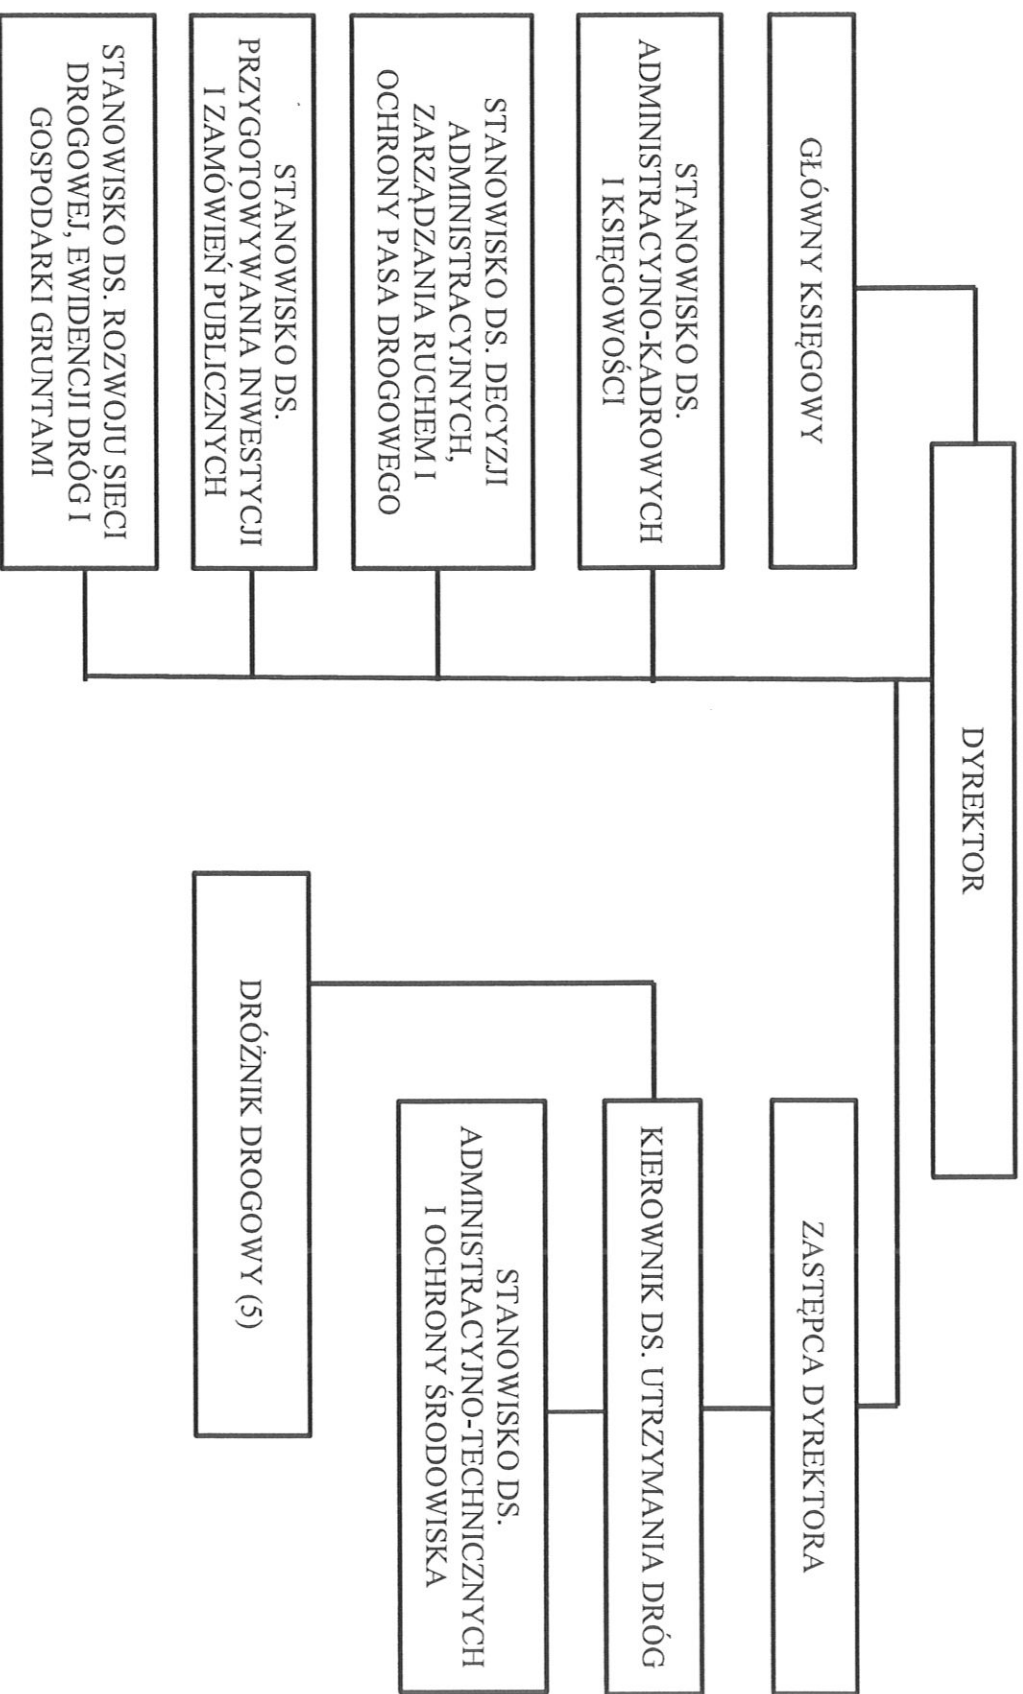 DYREKTOR
GŁÓWNY KSIĘGOWY
STANOWISKO DS.
ADMINISTRACYJNO-KADROWYCH
I KSIĘGOWOŚCI
STANOWISKO DS. DECYZJI
ADMINISTRACYJNYCH,
ZARZĄDZANIA RUCHEM I
OCHRONY PASA DROGOWEGO
STANOWISKO DS.
PRZYGOTOWYWANIA INWESTYCJI
I ZAMÓWIEŃ PUBLICZNYCH
STANOWISKO DS. ROZWOJU SIECI
DROGOWEJ, EWIDENCJI DRÓG I
GOSPODARKI GRUNTAMI
ZASTĘPCA DYREKTORA
KIEROWNIK DS. UTRZYMANIA DRÓG
STANOWISKO DS.
ADMINISTRACYJNO-TECHNICZNYCH
I OCHRONY ŚRODOWISKA
DRÓŻNIK DROGOWY (5)